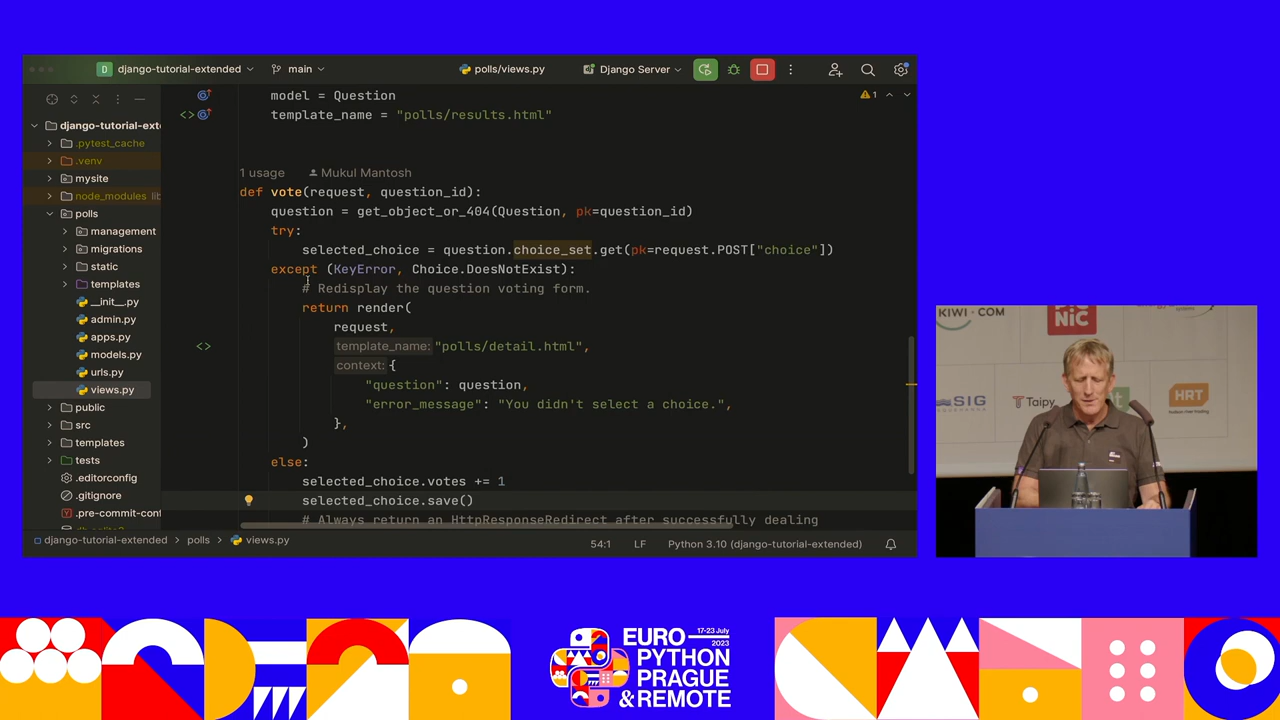 django-tutorial-extended
main
polls/views.py
Django Server
django-tutorial-ext
.pytest_cache
.venv
mysite
node_modules lib
polls
management
migrations
static
templates
__init__.py
admin.py
apps.py
models.py
urls.py
views.py
public
src
templates
tests
.editorconfig
.gitignore
.pre-commit-conf
model = Question
1
template_name = "polls/results.html"
1 usage Mukul Mantosh
def vote(request, question_id):
question = get_object_or_404(Question, pk=question_id)
try:
selected_choice = question.choice_set.get(pk=request.POST["choice"])
except (KeyError, Choice.DoesNotExist):
# Redisplay the question voting form.
return render(
request,
template_name: "polls/detail.html",
context: {
"question": question,
"error_message": "You didn't select a choice.",
},
)
else:
selected_choice.votes += 1
selected_choice.save()
# Always return an HttpResponseRedirect after successfully dealing
django-tutorial-extended > polls > views.py
54:1 LF Python 3.10 (django-tutorial-extended)
KIWI·COM
NIC
SIG
Taipy
HRT
EURO 17-23 July 2023
PYTHON
PRAGUE
& REMOTE